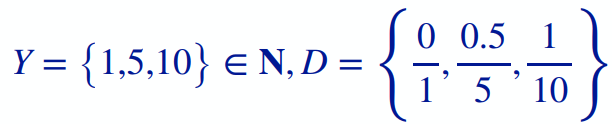 Y = {1,5,10} ∈ N, D = {0/1, 0.5/5, 1/10}